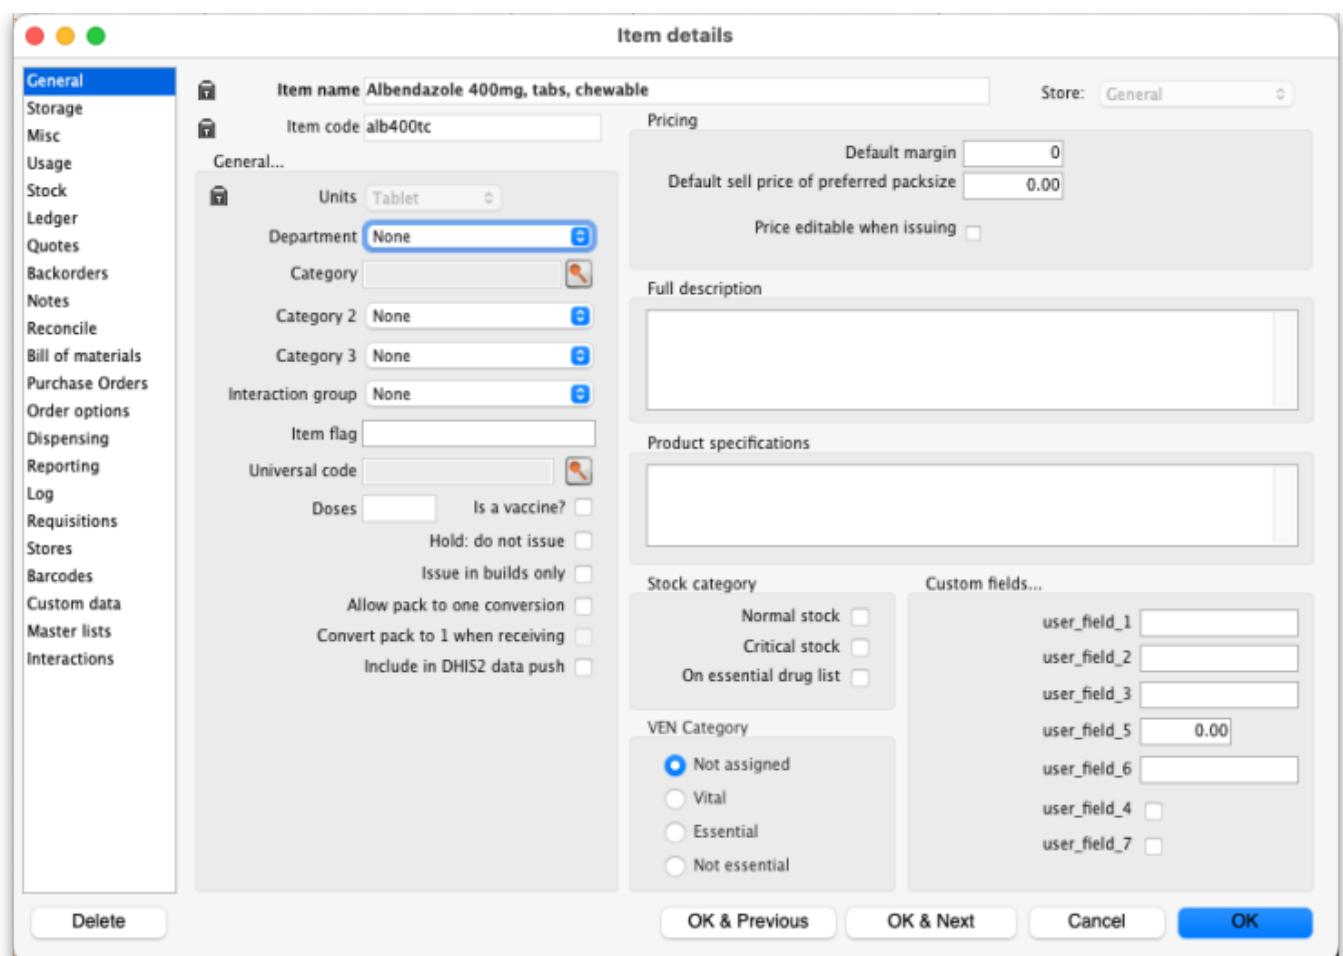 Item details
General
Storage
Misc
Usage
Stock
Ledger
Quotes
Backorders
Notes
Reconcile
Bill of materials
Purchase Orders
Order options
Dispensing
Reporting
Log
Requisitions
Stores
Barcodes
Custom data
Master lists
Interactions
Item name Albendazole 400mg, tabs, chewable
Store: General
Item code alb400tc
General...
Units Tablet
Department None
Category
Category 2 None
Category 3 None
Interaction group None
Item flag
Universal code
Doses Is a vaccine?
Hold: do not issue
Issue in builds only
Allow pack to one conversion
Convert pack to 1 when receiving
Include in DHIS2 data push
Pricing
Default margin 0
Default sell price of preferred packsize 0.00
Price editable when issuing
Full description
Product specifications
Stock category
Normal stock
Critical stock
On essential drug list
VEN Category
Not assigned
Vital
Essential
Not essential
Custom fields...
user_field_1
user_field_2
user_field_3
user_field_5 0.00
user_field_6
user_field_4
user_field_7
Delete
OK & Previous
OK & Next
Cancel
OK